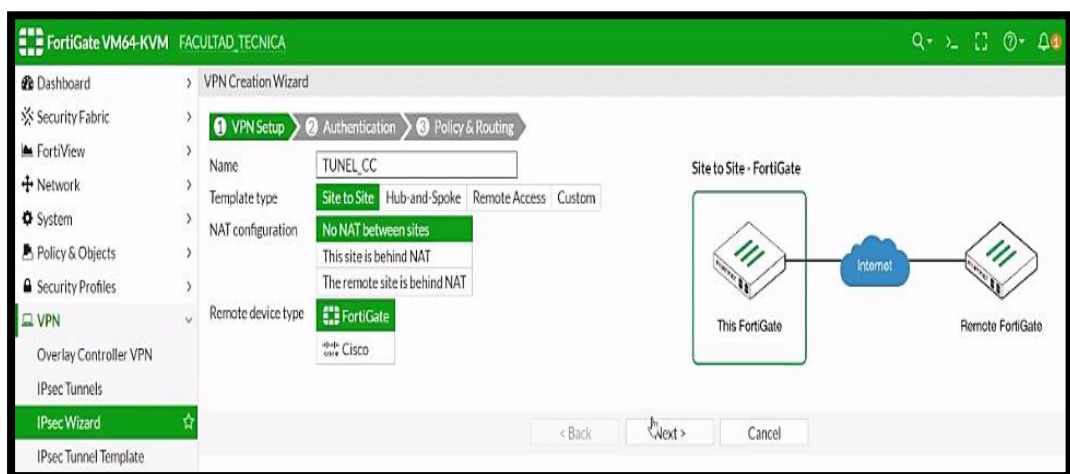 FortiGate VM64-KVM FACULTAD_TECNICA
1
Dashboard
Security Fabric
FortiView
Network
System
Policy & Objects
Security Profiles
VPN
Overlay Controller VPN
IPsec Tunnels
IPsec Wizard
IPsec Tunnel Template
VPN Creation Wizard
1 VPN Setup 2 Authentication 3 Policy & Routing
Name TUNEL_CC
Template type Site to Site Hub-and-Spoke Remote Access Custom
NAT configuration No NAT between sites
This site is behind NAT
The remote site is behind NAT
Remote device type FortiGate
Cisco
Site to Site - FortiGate
Internet
This FortiGate
Remote FortiGate
< Back Next > Cancel